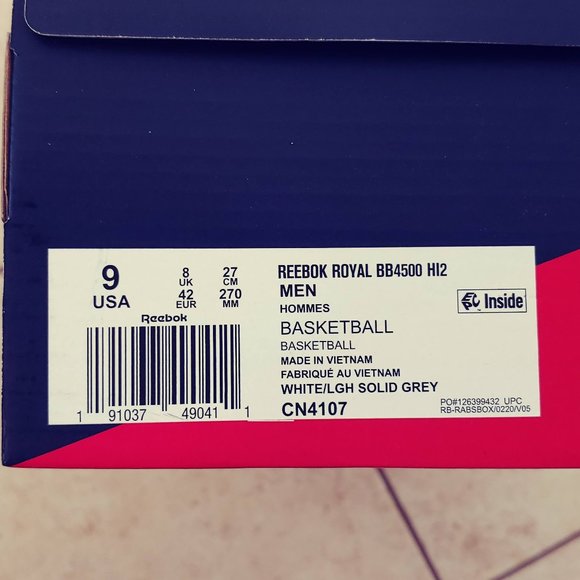 9
USA
8
UK
42
EUR
27
CM
270
MM
Reebok
1 91037 49041 1
REEBOK ROYAL BB4500 HI2
MEN
HOMMES
BASKETBALL
BASKETBALL
MADE IN VIETNAM
FABRIQUÉ AU VIETNAM
WHITE/LGH SOLID GREY
CN4107
Inside
PO#126399432 UPC
RB-RABSBOX/0220/V05